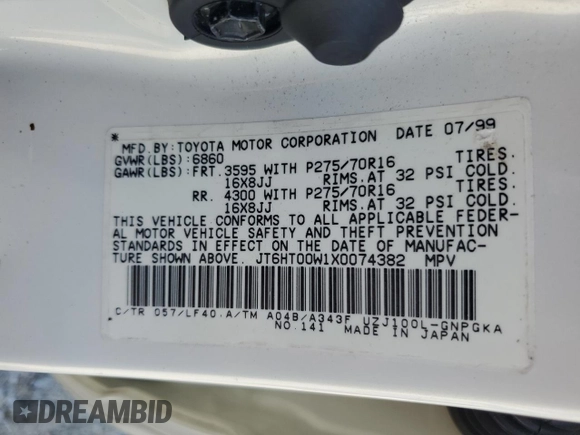 * MFD. BY: TOYOTA MOTOR CORPORATION DATE 07/99
GVWR(LBS): 6860
GAWR(LBS): FRT. 3595 WITH P275/70R16 TIRES.
16X8JJ RIMS. AT 32 PSI COLD.
RR. 4300 WITH P275/70R16 TIRES.
16X8JJ RIMS. AT 32 PSI COLD.
THIS VEHICLE CONFORMS TO ALL APPLICABLE FEDER-
AL MOTOR VEHICLE SAFETY AND THEFT PREVENTION
STANDARDS IN EFFECT ON THE DATE OF MANUFAC-
TURE SHOWN ABOVE. JT6HT00W1X0074382 MPV
C/TR 057/LF40. A/TM A04B/A343F UZJ100L-GNPGKA
NO. 141 MADE IN JAPAN
DREAMBID